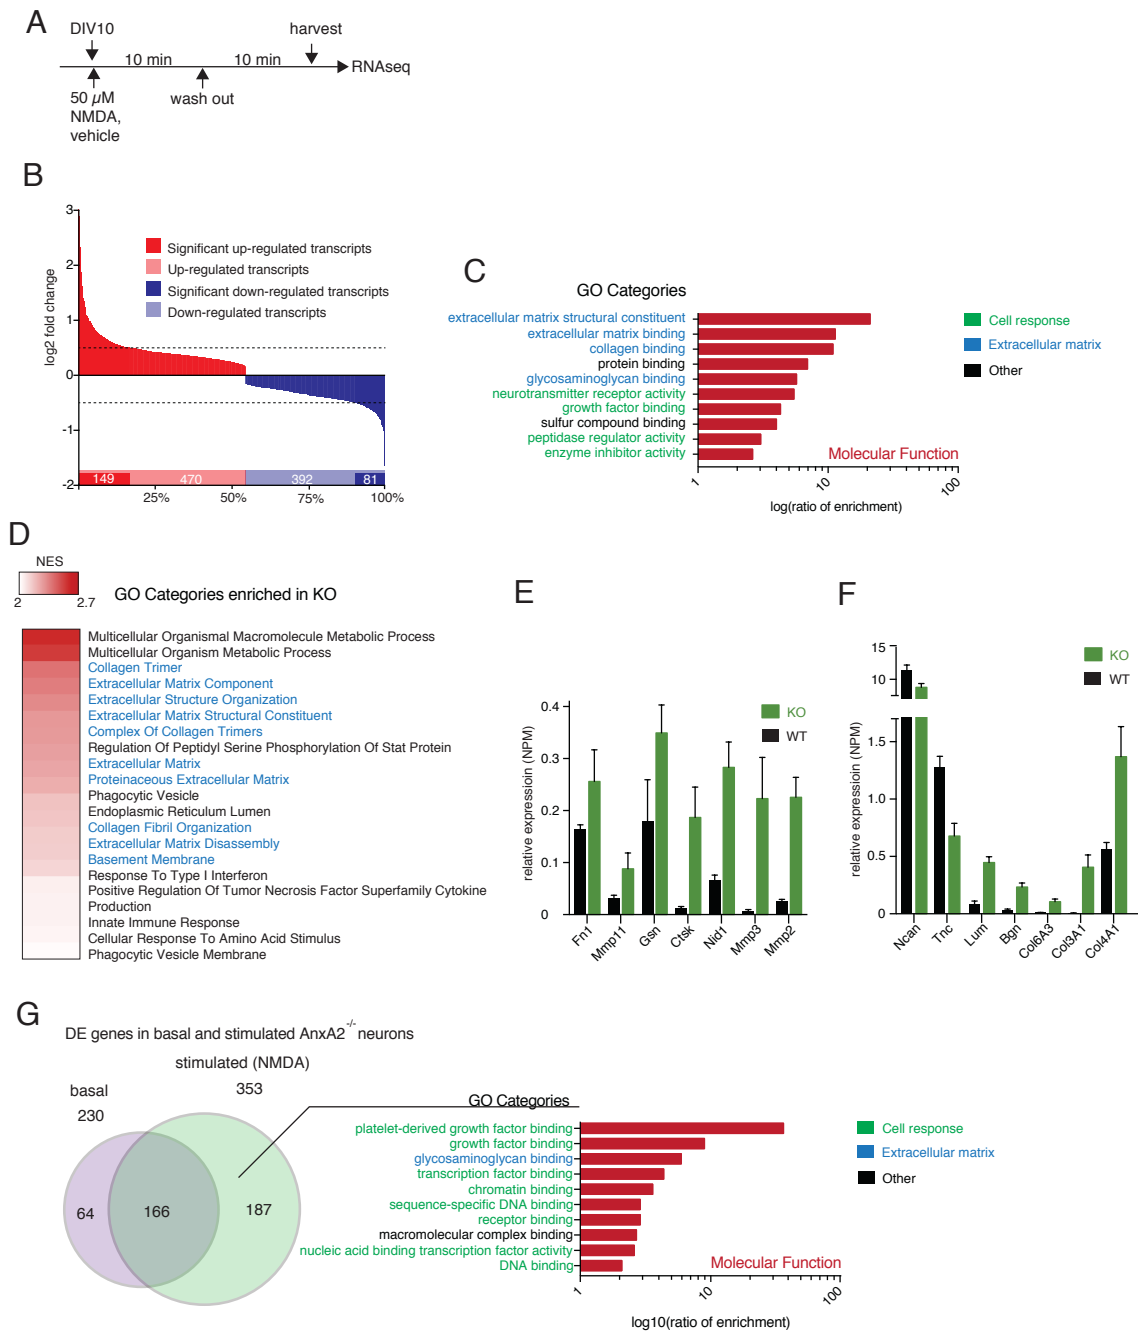 A
DIV10
harvest
10 min
10 min
RNAseq
50 µM
NMDA,
vehicle
wash out
B
3
2
1
0
-1
-2
log2 fold change
Significant up-regulated transcripts
Up-regulated transcripts
Significant down-regulated transcripts
Down-regulated transcripts
149
470
392
81
25%
50%
75%
100%
C
GO Categories
extracellular matrix structural constituent
extracellular matrix binding
collagen binding
protein binding
glycosaminoglycan binding
neurotransmitter receptor activity
growth factor binding
sulfur compound binding
peptidase regulator activity
enzyme inhibitor activity
Molecular Function
1
10
100
log(ratio of enrichment)
Cell response
Extracellular matrix
Other
D
NES
2
2.7
GO Categories enriched in KO
Multicellular Organismal Macromolecule Metabolic Process
Multicellular Organism Metabolic Process
Collagen Trimer
Extracellular Matrix Component
Extracellular Structure Organization
Extracellular Matrix Structural Constituent
Complex Of Collagen Trimers
Regulation Of Peptidyl Serine Phosphorylation Of Stat Protein
Extracellular Matrix
Proteinaceous Extracellular Matrix
Phagocytic Vesicle
Endoplasmic Reticulum Lumen
Collagen Fibril Organization
Extracellular Matrix Disassembly
Basement Membrane
Response To Type I Interferon
Positive Regulation Of Tumor Necrosis Factor Superfamily Cytokine
Production
Innate Immune Response
Cellular Response To Amino Acid Stimulus
Phagocytic Vesicle Membrane
E
relative expressioin (NPM)
0.4
0.3
0.2
0.1
0
KO
WT
Fn1
Mmp11
Gsn
Ctsk
Nid1
Mmp3
Mmp2
F
relative expressioin (NPM)
15
10
1.5
1.0
0.5
0
KO
WT
Ncan
Tnc
Lum
Bgn
Col6A3
Col3A1
Col4A1
G
DE genes in basal and stimulated AnxA2-/- neurons
stimulated (NMDA)
353
basal
230
64
166
187
GO Categories
platelet-derived growth factor binding
growth factor binding
glycosaminoglycan binding
transcription factor binding
chromatin binding
sequence-specific DNA binding
receptor binding
macromolecular complex binding
nucleic acid binding transcription factor activity
DNA binding
Molecular Function
1
10
100
log10(ratio of enrichment)
Cell response
Extracellular matrix
Other